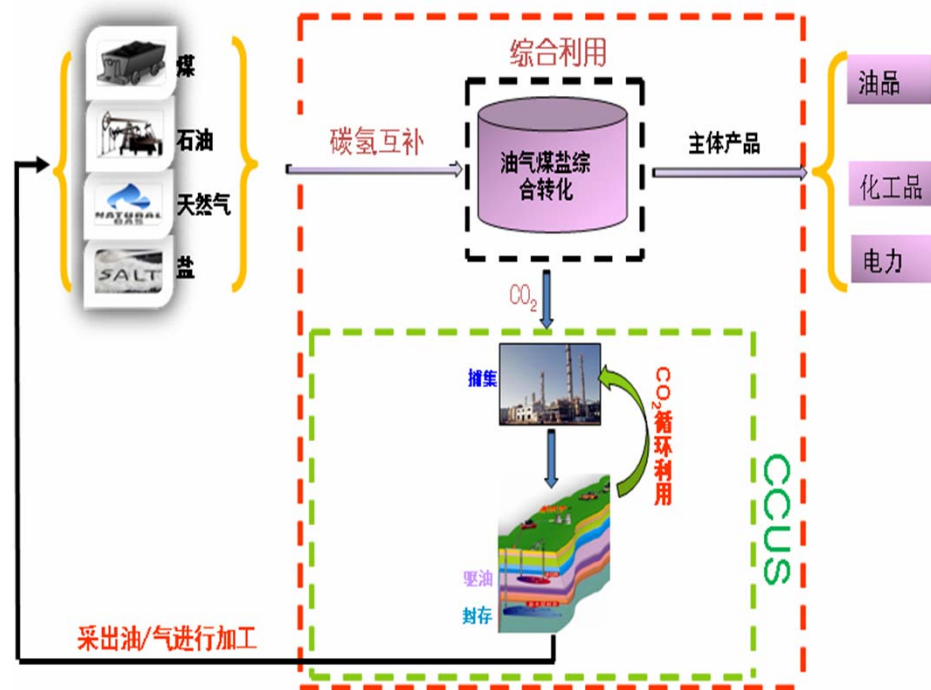 煤
石油
天然气
NATURAL
GAS
盐
SALT
综合利用
碳氢互补
油气煤盐综
合转化
主体产品
油品
化工品
电力
CO₂
捕集
CO₂循环利用
CCUS
驱油
封存
采出油/气进行加工